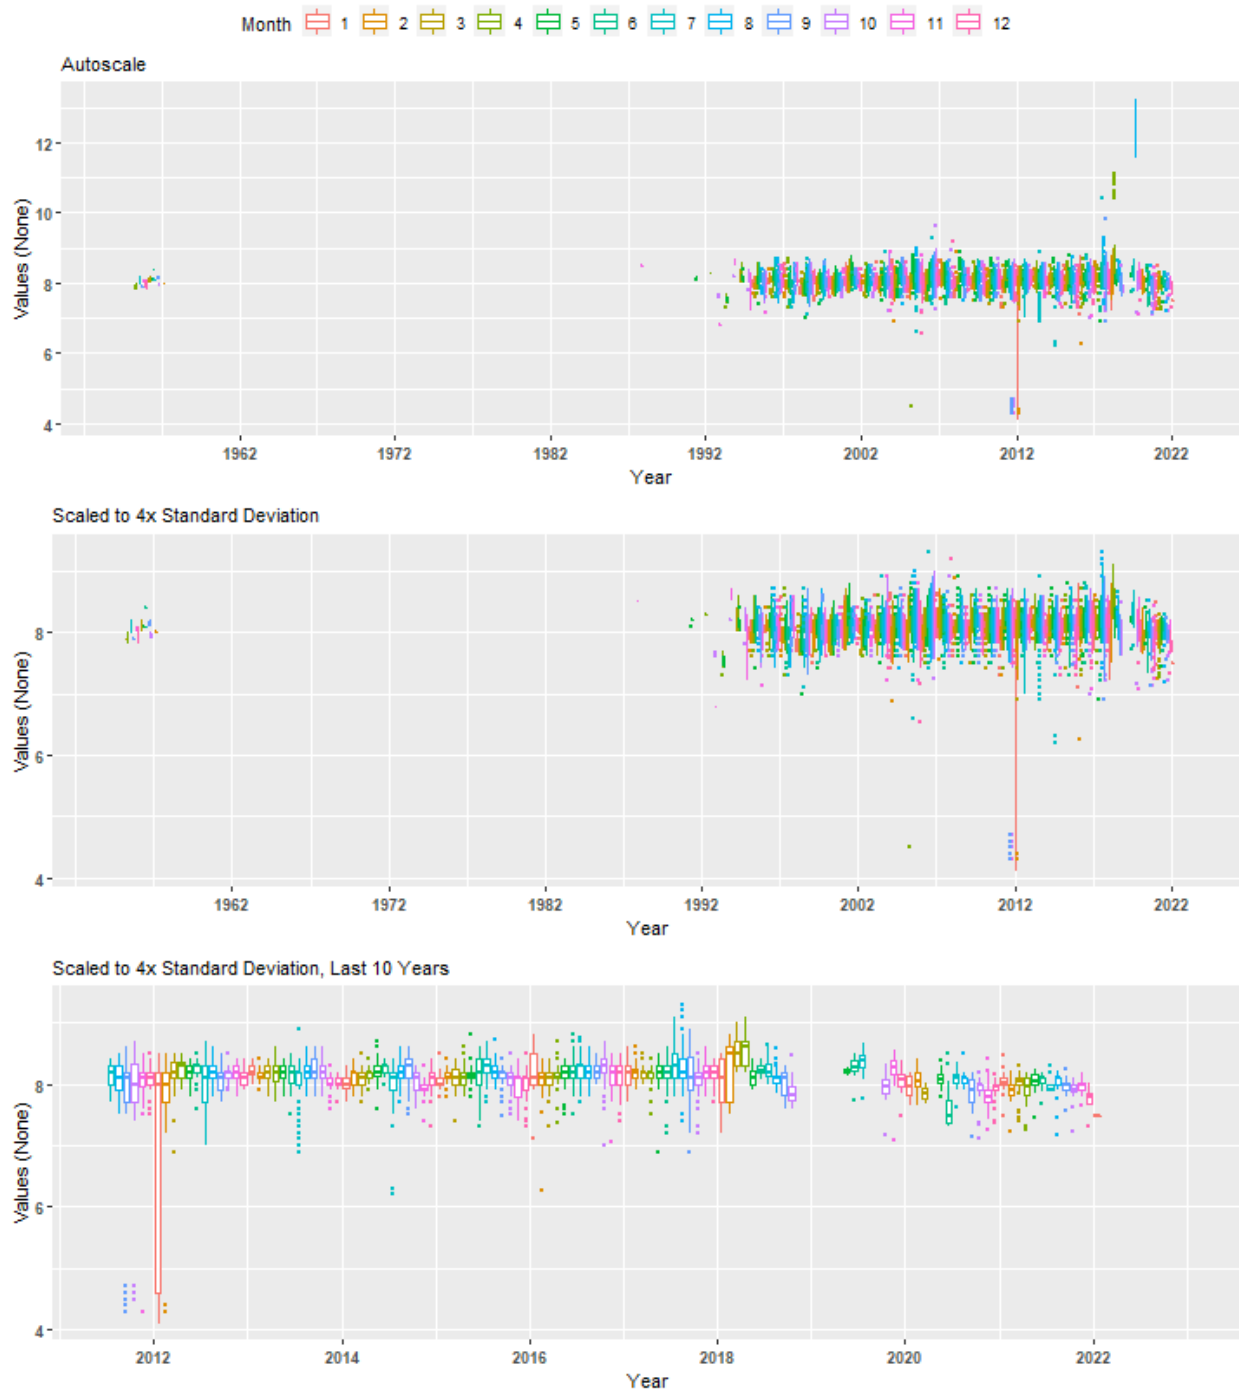 Month 1 2 3 4 5 6 7 8 9 10 11 12
Autoscale
Values (None)
12
10
8
6
4
1962 1972 1982 1992 2002 2012 2022
Year
Scaled to 4x Standard Deviation
Values (None)
8
6
4
1962 1972 1982 1992 2002 2012 2022
Year
Scaled to 4x Standard Deviation, Last 10 Years
Values (None)
8
6
4
2012 2014 2016 2018 2020 2022
Year